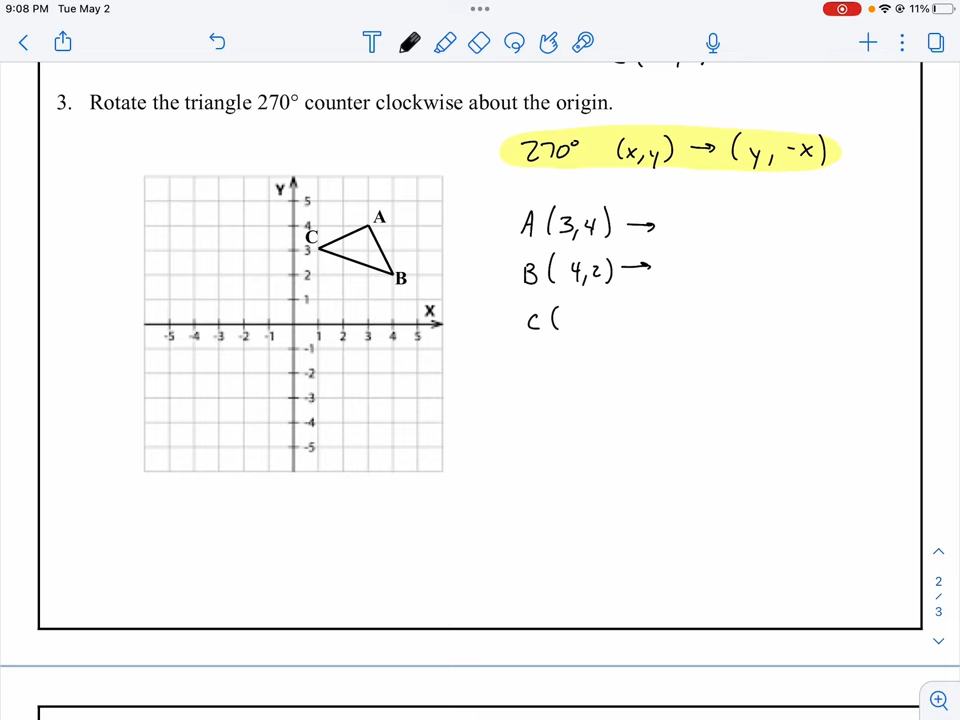 9:08 PM Tue May 2
11%
T
3. Rotate the triangle 270° counter clockwise about the origin.
270° (x,y) → (y, -x)
A (3,4) →
B ( 4,2) →
C (
Y
5
4
3
2
1
A
C
B
X
-5 -4 -3 -2 -1 1 2 3 4 5
-1
-2
-3
-4
-5
2
/
3